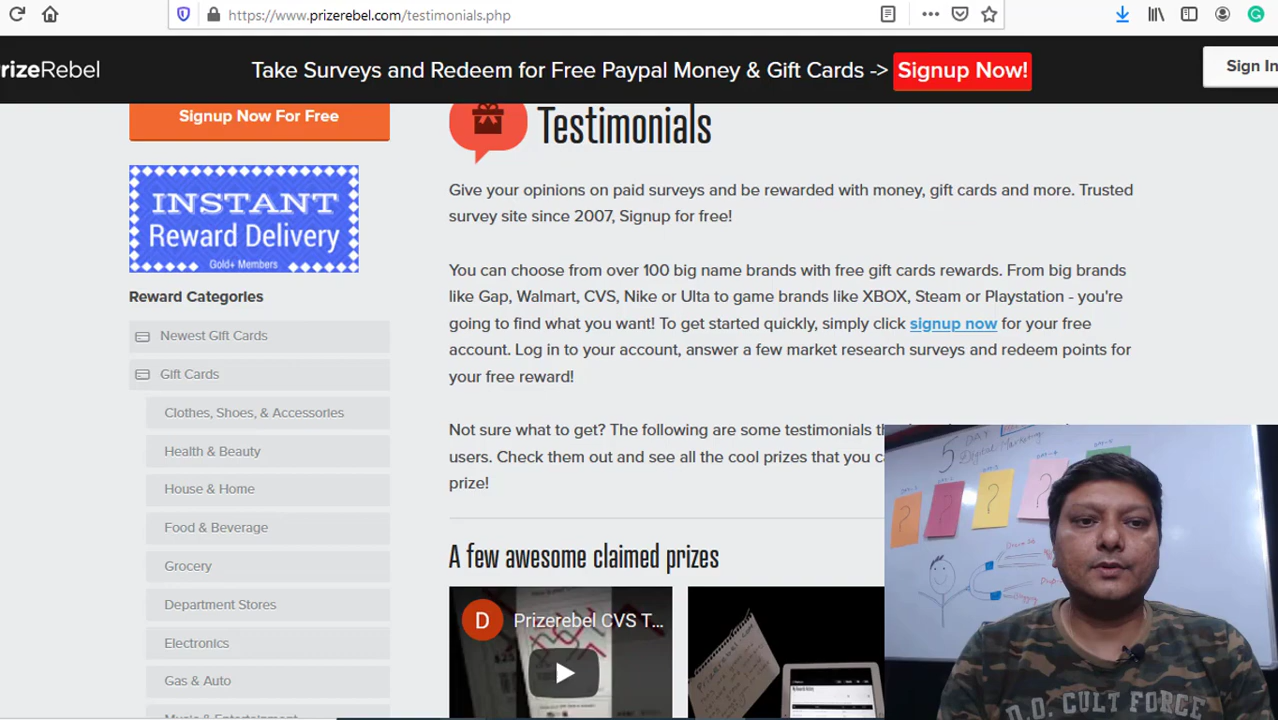 https://www.prizerebel.com/testimonials.php
rizeRebel
Take Surveys and Redeem for Free Paypal Money & Gift Cards -> Signup Now!
Sign In
Signup Now For Free
INSTANT
Reward Delivery
Gold+ Members
Reward Categories
Newest Gift Cards
Gift Cards
Clothes, Shoes, & Accessories
Health & Beauty
House & Home
Food & Beverage
Grocery
Department Stores
Electronics
Gas & Auto
Music & Entertainment
Testimonials
Give your opinions on paid surveys and be rewarded with money, gift cards and more. Trusted
survey site since 2007, Signup for free!
You can choose from over 100 big name brands with free gift cards rewards. From big brands
like Gap, Walmart, CVS, Nike or Ulta to game brands like XBOX, Steam or Playstation - you're
going to find what you want! To get started quickly, simply click signup now for your free
account. Log in to your account, answer a few market research surveys and redeem points for
your free reward!
Not sure what to get? The following are some testimonials
users. Check them out and see all the cool prizes that you
prize!
A few awesome claimed prizes
D
Prizerebel CVS T...
5 DAY
Digital Marketing
?
?
?
?
D.O. CULT FORCE